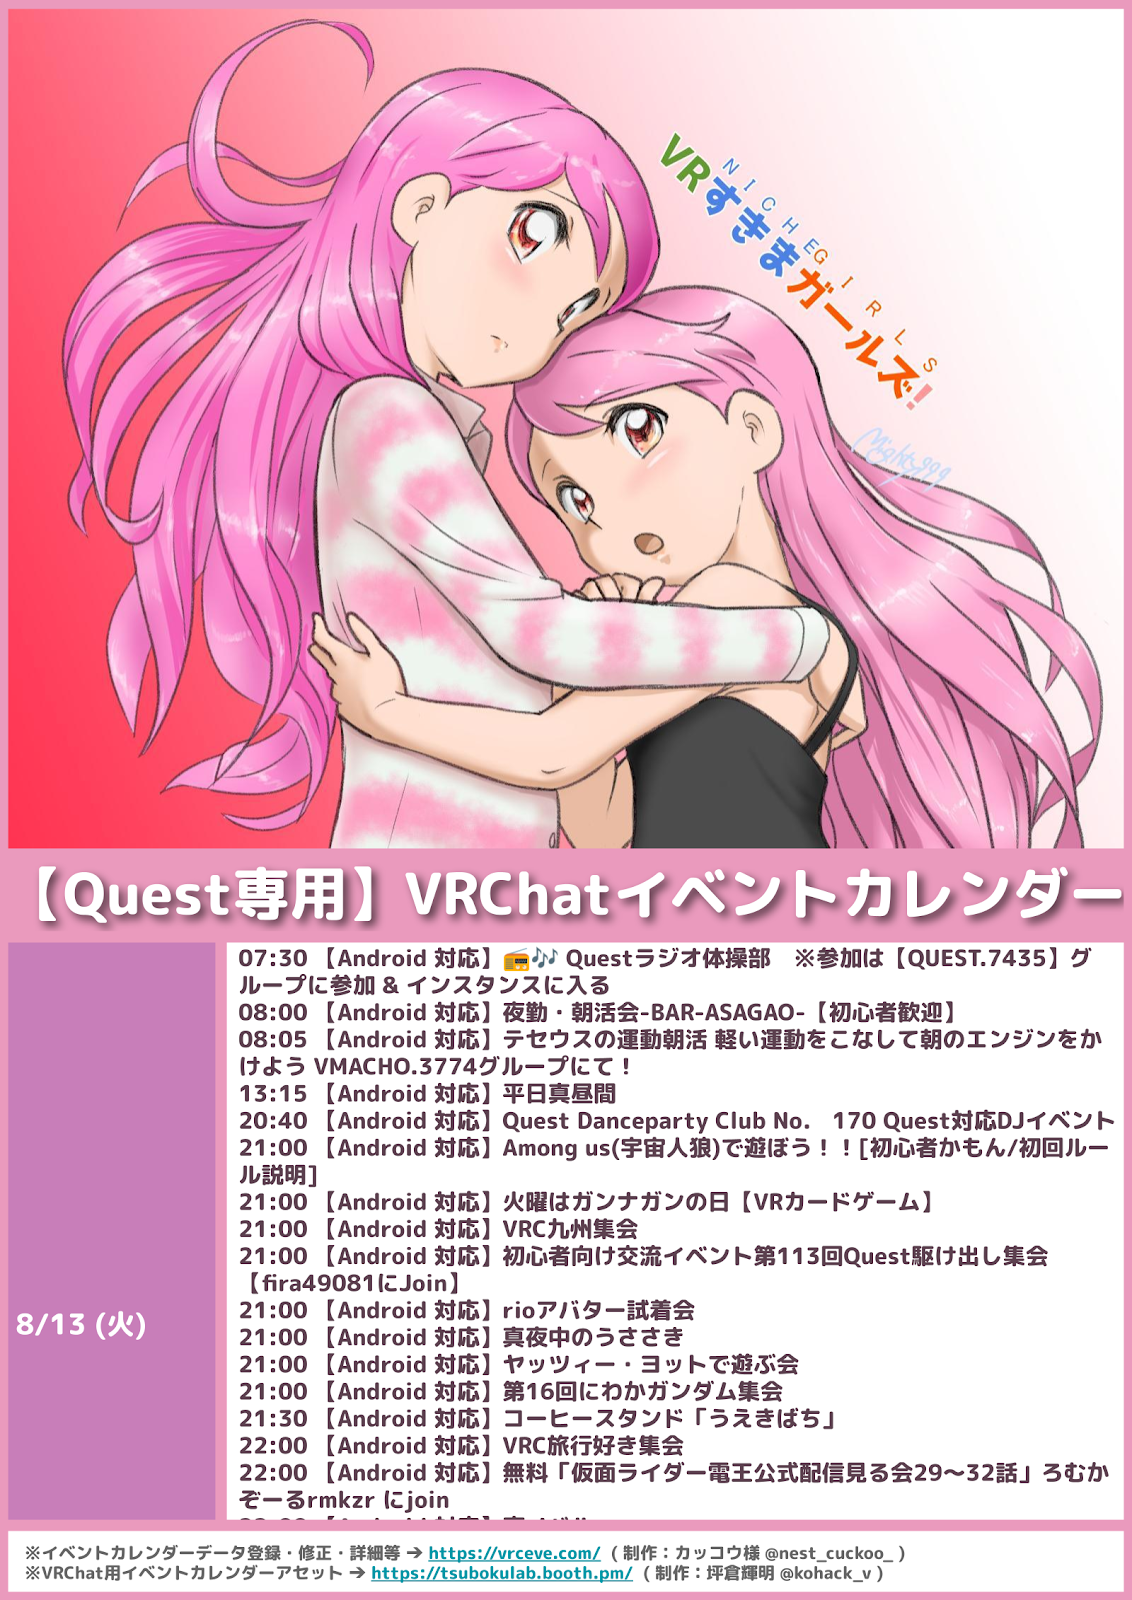 VRすきまガールズ!
NICHEGIRLS
Mighty999
【Quest専用】VRChatイベントカレンダー
8/13 (火)
07:30 【Android 対応】📻🎶 Questラジオ体操部　※参加は【QUEST.7435】グ
ループに参加 & インスタンスに入る
08:00 【Android 対応】夜勤・朝活会-BAR-ASAGAO-【初心者歓迎】
08:05 【Android 対応】テセウスの運動朝活 軽い運動をこなして朝のエンジンをか
けよう VMACHO.3774グループにて！
13:15 【Android 対応】平日真昼間
20:40 【Android 対応】Quest Danceparty Club No.　170 Quest対応DJイベント
21:00 【Android 対応】Among us(宇宙人狼)で遊ぼう！！[初心者かもん/初回ルー
ル説明]
21:00 【Android 対応】火曜はガンナガンの日【VRカードゲーム】
21:00 【Android 対応】VRC九州集会
21:00 【Android 対応】初心者向け交流イベント第113回Quest駆け出し集会
【fira49081にJoin】
21:00 【Android 対応】rioアバター試着会
21:00 【Android 対応】真夜中のうささき
21:00 【Android 対応】ヤッツィー・ヨットで遊ぶ会
21:00 【Android 対応】第16回にわかガンダム集会
21:30 【Android 対応】コーヒースタンド「うえきばち」
22:00 【Android 対応】VRC旅行好き集会
22:00 【Android 対応】無料「仮面ライダー電王公式配信見る会29～32話」ろむか
ぞーるrmkzr にjoin
※イベントカレンダーデータ登録・修正・詳細等 → https://vrceve.com/ ( 制作：カッコウ様 @nest_cuckoo_ )
※VRChat用イベントカレンダーアセット → https://tsubokulab.booth.pm/ ( 制作：坪倉輝明 @kohack_v )